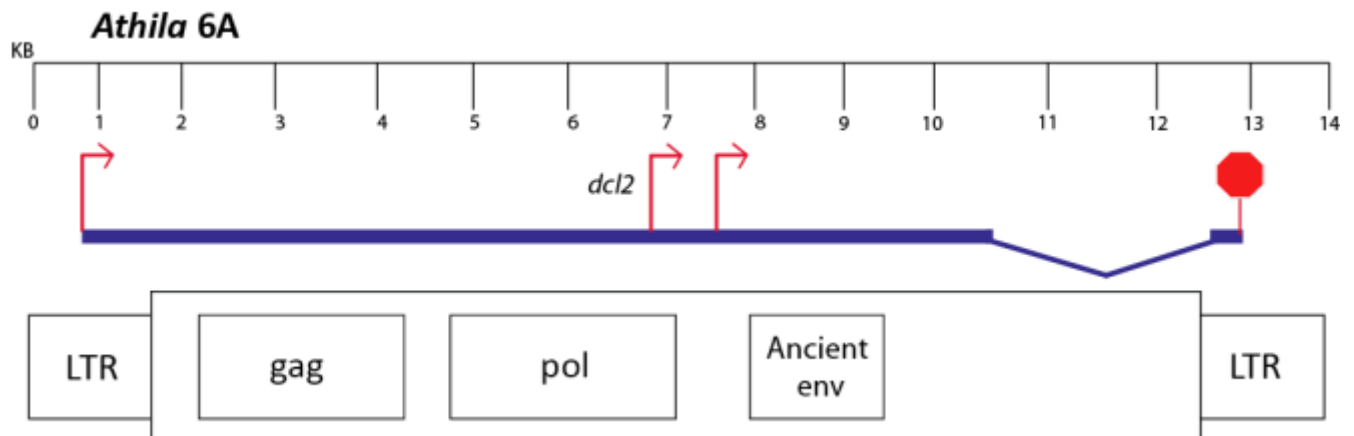 Athila 6A
KB
0 1 2 3 4 5 6 7 8 9 10 11 12 13 14
dcl2
LTR gag pol Ancient env LTR